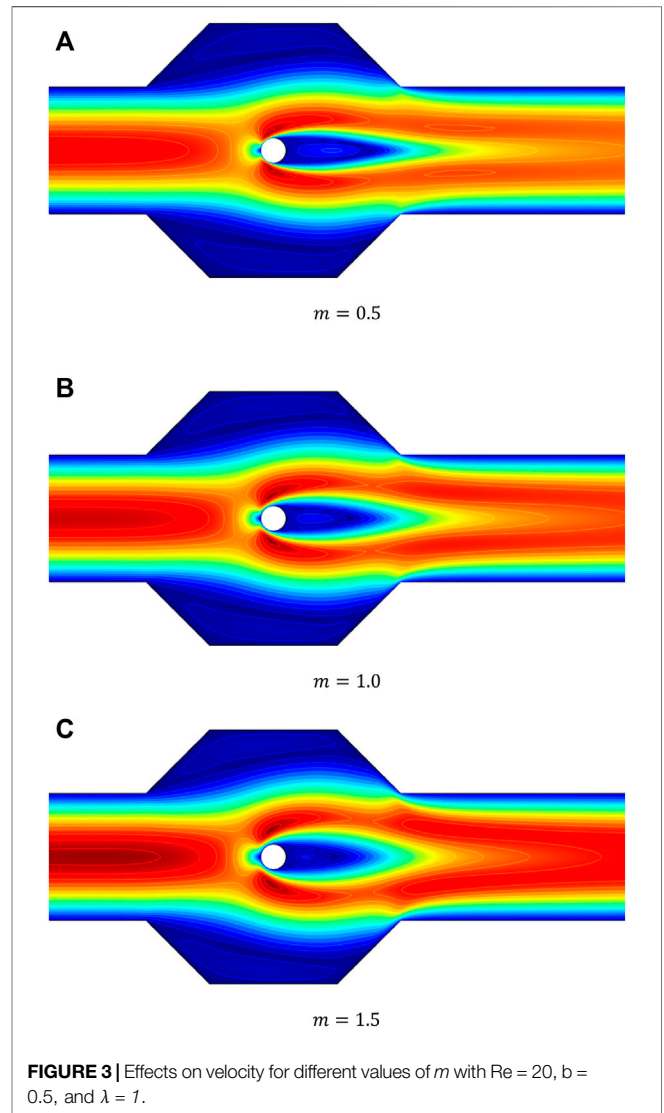 A
m = 0.5
B
m = 1.0
C
m = 1.5
FIGURE 3 | Effects on velocity for different values of m with Re = 20, b =
0.5, and λ = 1.